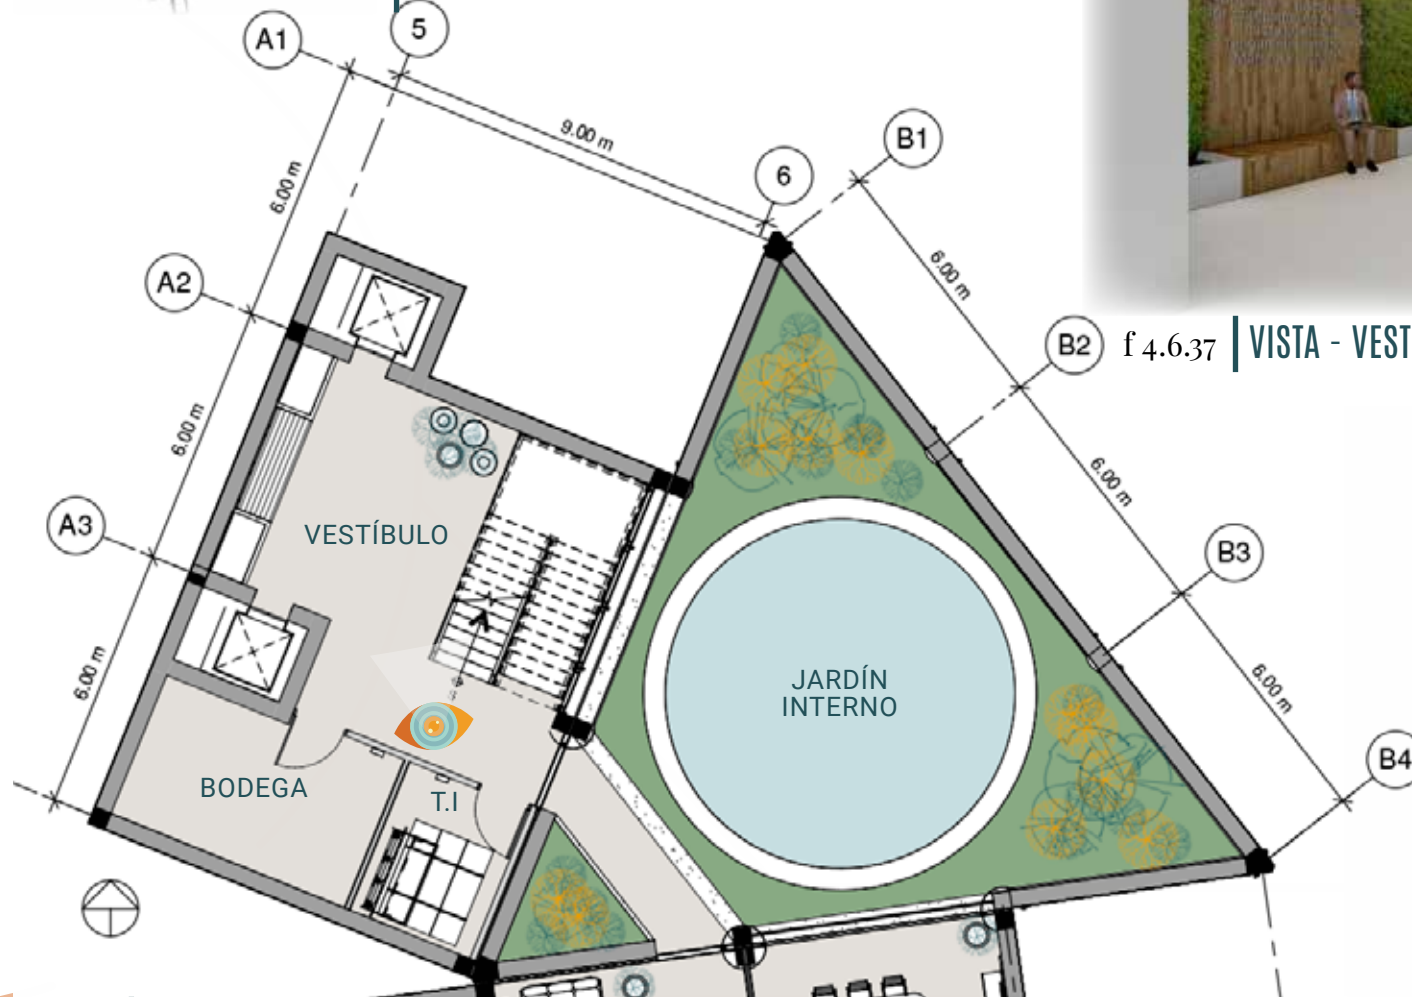 A1
5
9.00 m
6.00 m
B1
6
A2
6.00 m
B2
f 4.6.37
VISTA - VEST
6.00 m
A3
6.00 m
VESTÍBULO
B3
6.00 m
6.00 m
JARDÍN
INTERNO
BODEGA
T.I
B4